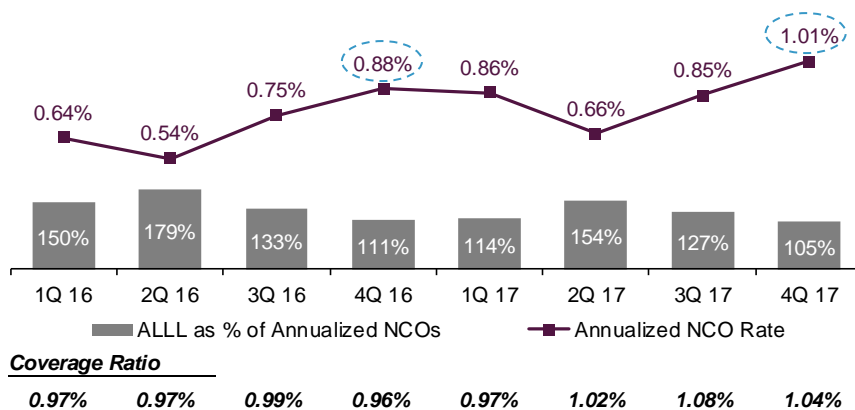 0.64% 0.54% 0.75% 0.88% 0.86% 0.66% 0.85% 1.01%
150% 179% 133% 111% 114% 154% 127% 105%
1Q 16 2Q 16 3Q 16 4Q 16 1Q 17 2Q 17 3Q 17 4Q 17
ALLL as % of Annualized NCOs Annualized NCO Rate
Coverage Ratio
0.97% 0.97% 0.99% 0.96% 0.97% 1.02% 1.08% 1.04%